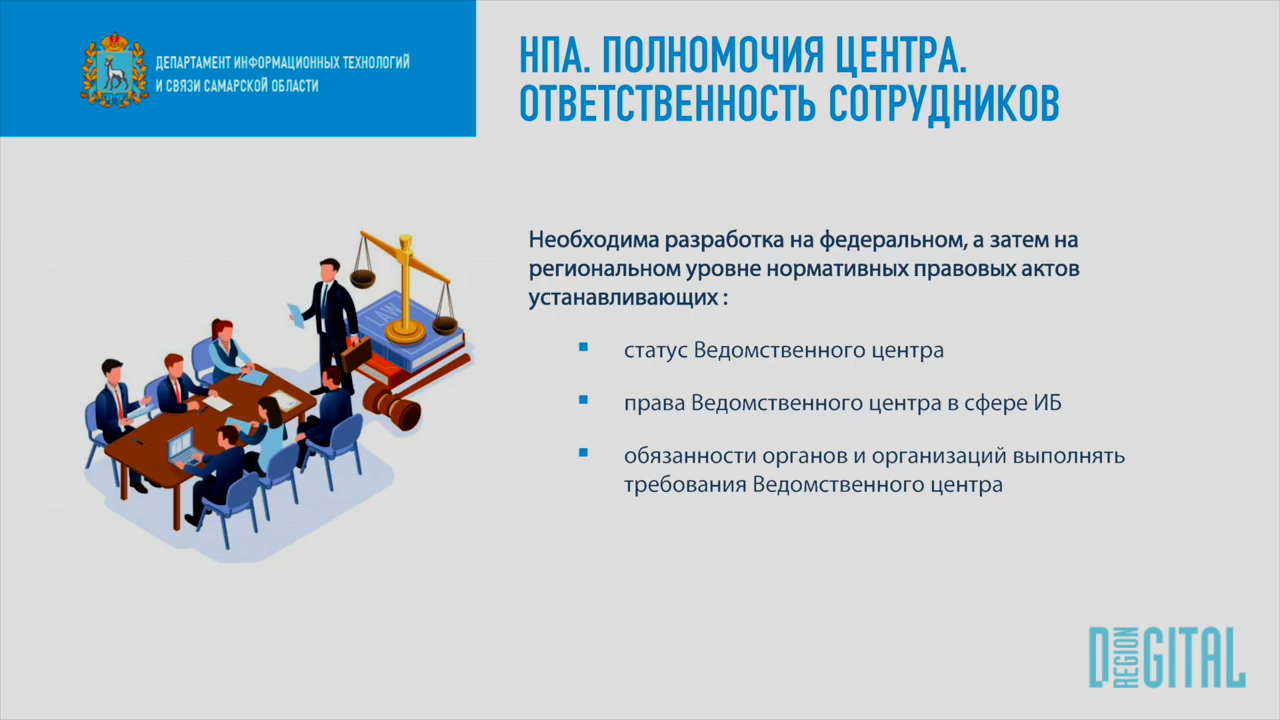 ДЕПАРТАМЕНТ ИНФОРМАЦИОННЫХ ТЕХНОЛОГИЙ
И СВЯЗИ САМАРСКОЙ ОБЛАСТИ
НПА. ПОЛНОМОЧИЯ ЦЕНТРА.
ОТВЕТСТВЕННОСТЬ СОТРУДНИКОВ
Необходима разработка на федеральном, а затем на
региональном уровне нормативных правовых актов
устанавливающих :
статус Ведомственного центра
права Ведомственного центра в сфере ИБ
обязанности органов и организаций выполнять
требования Ведомственного центра
LAW
DIGITAL
REGION